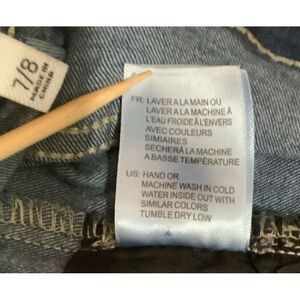 7/8
MADE IN
CHINA
FR: LAVER A LA MAIN OU
LAVER A LA MACHINE À
L'EAU FROIDE À L'ENVERS
AVEC COULEURS
SIMIAIRES
SECHER À LA MACHINE
A BASSE TEMPÉRATURE
US: HAND OR
MACHINE WASH IN COLD
WATER INSIDE OUT WITH
SIMILAR COLORS
TUMBLE DRY LOW